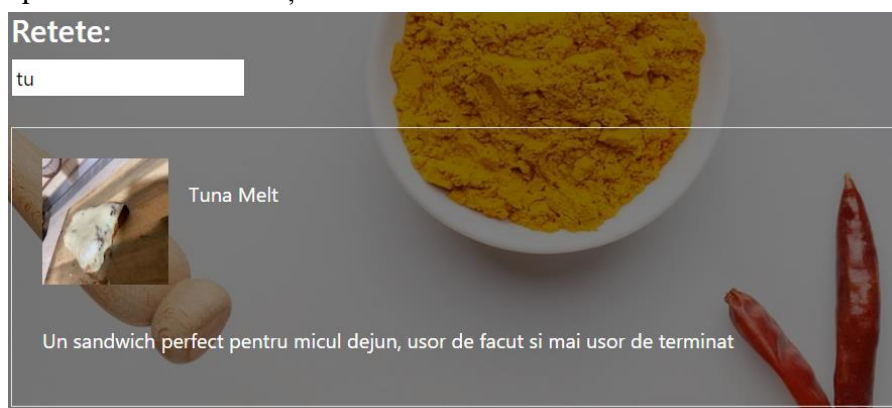 Retete:
tu
Tuna Melt
Un sandwich perfect pentru micul dejun, usor de facut si mai usor de terminat